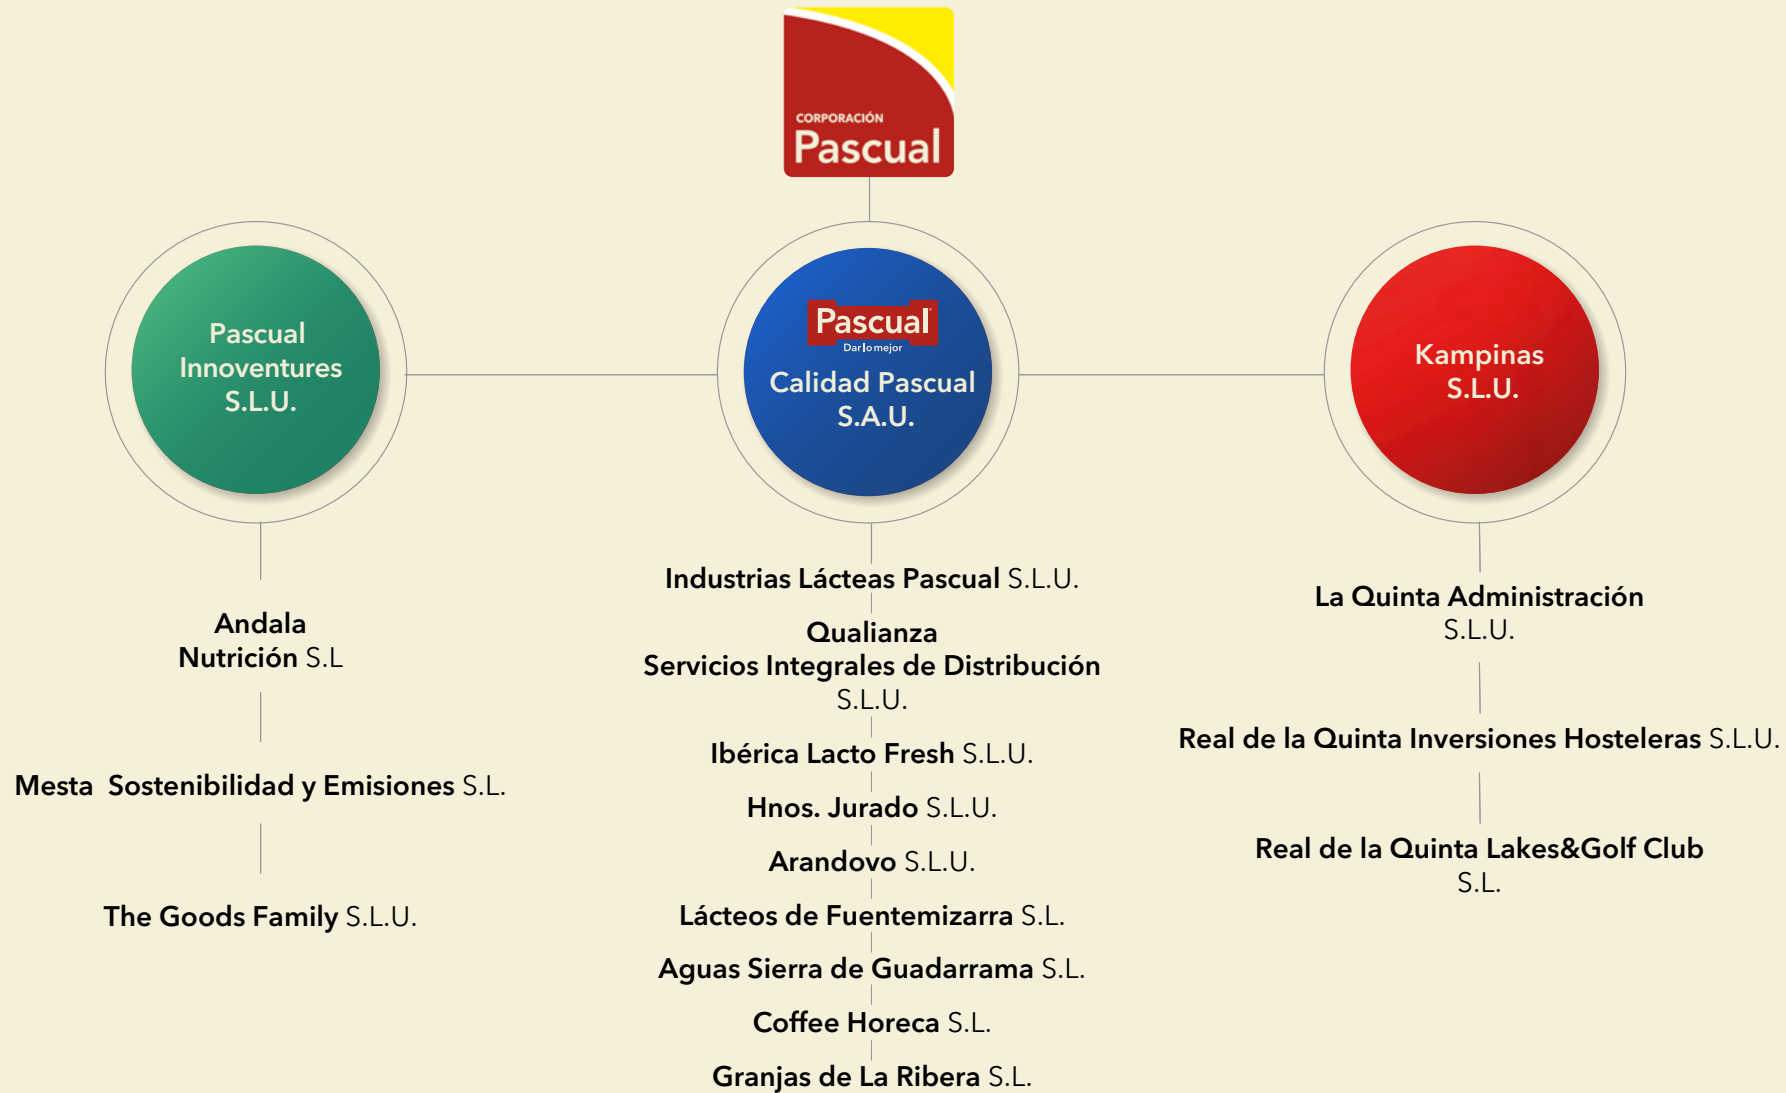 CORPORACIÓN
Pascual
Pascual
Innoventures
S.L.U.
Pascual
Dar lo mejor
Calidad Pascual
S.A.U.
Kampinas
S.L.U.
Andala
Nutrición S.L
Mesta Sostenibilidad y Emisiones S.L.
The Goods Family S.L.U.
Industrias Lácteas Pascual S.L.U.
Qualianza
Servicios Integrales de Distribución
S.L.U.
Ibérica Lacto Fresh S.L.U.
Hnos. Jurado S.L.U.
Arandovo S.L.U.
Lácteos de Fuentemizarra S.L.
Aguas Sierra de Guadarrama S.L.
Coffee Horeca S.L.
Granjas de La Ribera S.L.
La Quinta Administración
S.L.U.
Real de la Quinta Inversiones Hosteleras S.L.U.
Real de la Quinta Lakes&Golf Club
S.L.